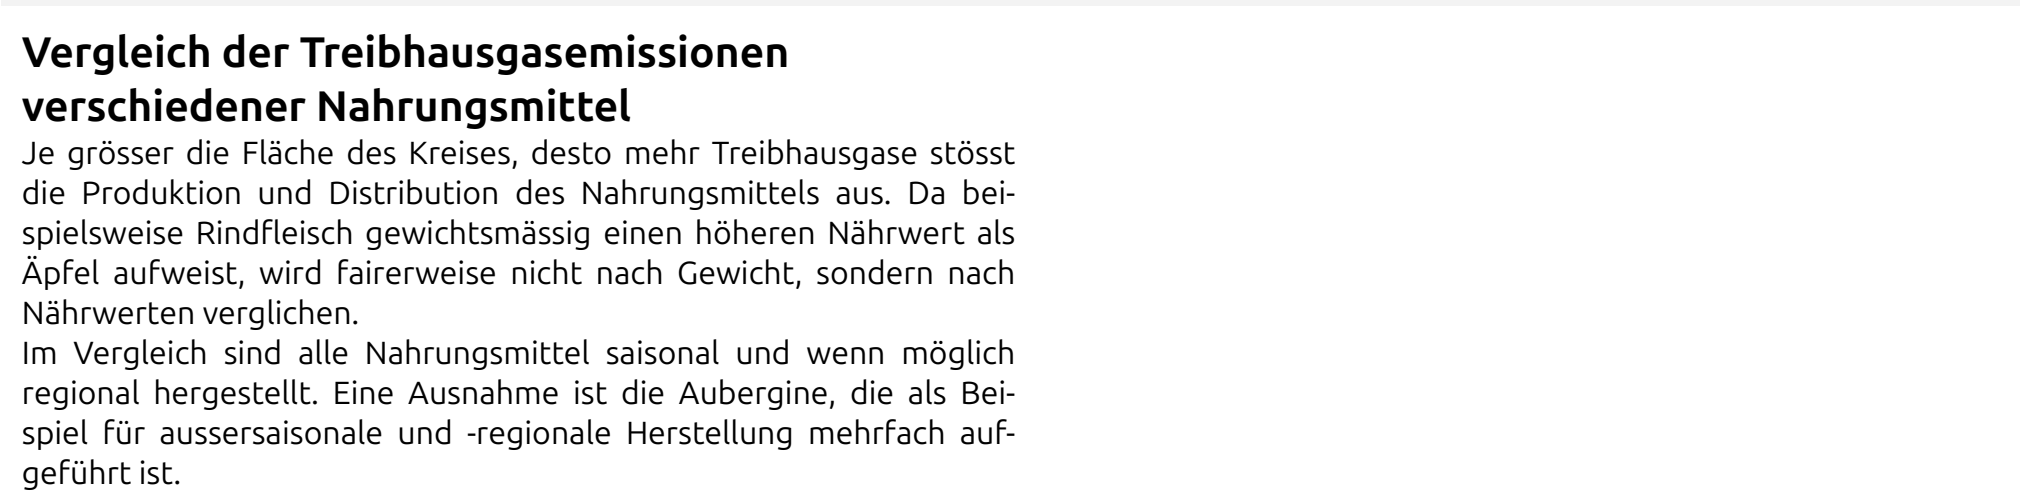 Vergleich der Treibhausgasemissionen
verschiedener Nahrungsmittel
Je grösser die Fläche des Kreises, desto mehr Treibhausgase stösst
die Produktion und Distribution des Nahrungsmittels aus. Da bei-
spielsweise Rindfleisch gewichtsmässig einen höheren Nährwert als
Äpfel aufweist, wird fairerweise nicht nach Gewicht, sondern nach
Nährwerten verglichen.
Im Vergleich sind alle Nahrungsmittel saisonal und wenn möglich
regional hergestellt. Eine Ausnahme ist die Aubergine, die als Bei-
spiel für aussersaisonale und -regionale Herstellung mehrfach auf-
geführt ist.